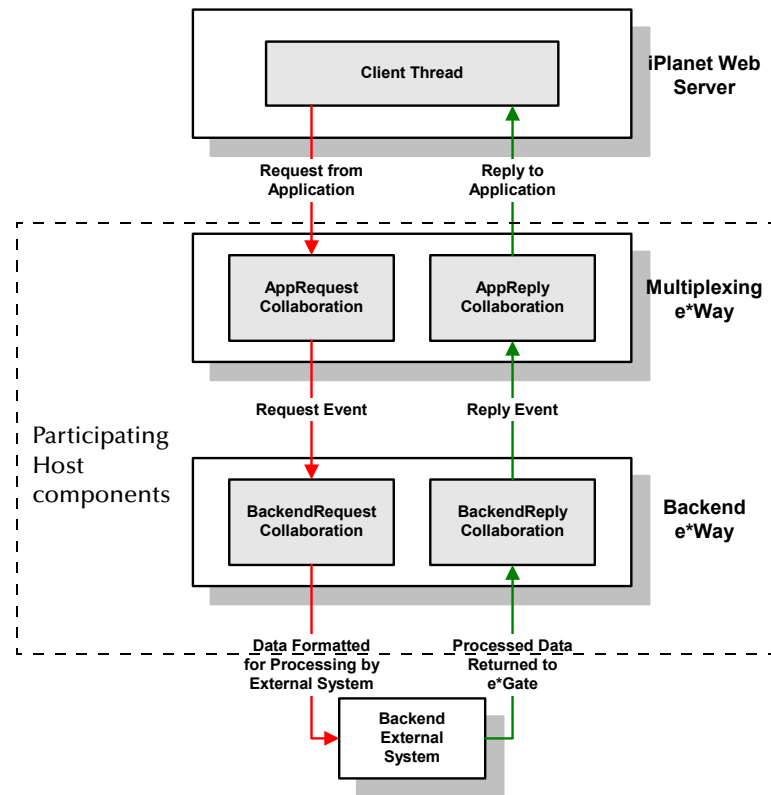 Client Thread
iPlanet Web
Server
Request from
Application
Reply to
Application
AppRequest
Collaboration
AppReply
Collaboration
Multiplexing
e*Way
Request Event
Reply Event
Participating
Host
components
BackendRequest
Collaboration
BackendReply
Collaboration
Backend
e*Way
Data Formatted
for Processing by
External System
Processed Data
Returned to
e*Gate
Backend
External
System